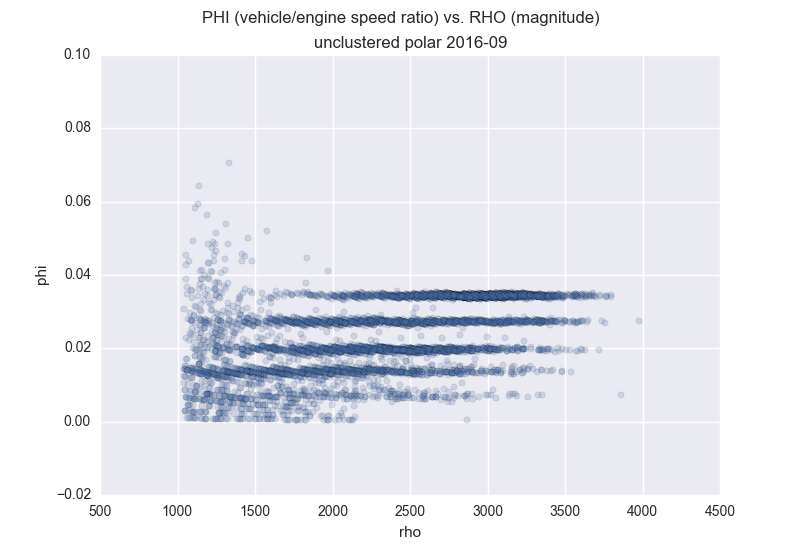 PHI (vehicle/engine speed ratio) vs. RHO (magnitude)
unclustered polar 2016-09
0.10
0.08
0.06
0.04
0.02
0.00
−0.02
phi
500 1000 1500 2000 2500 3000 3500 4000 4500
rho